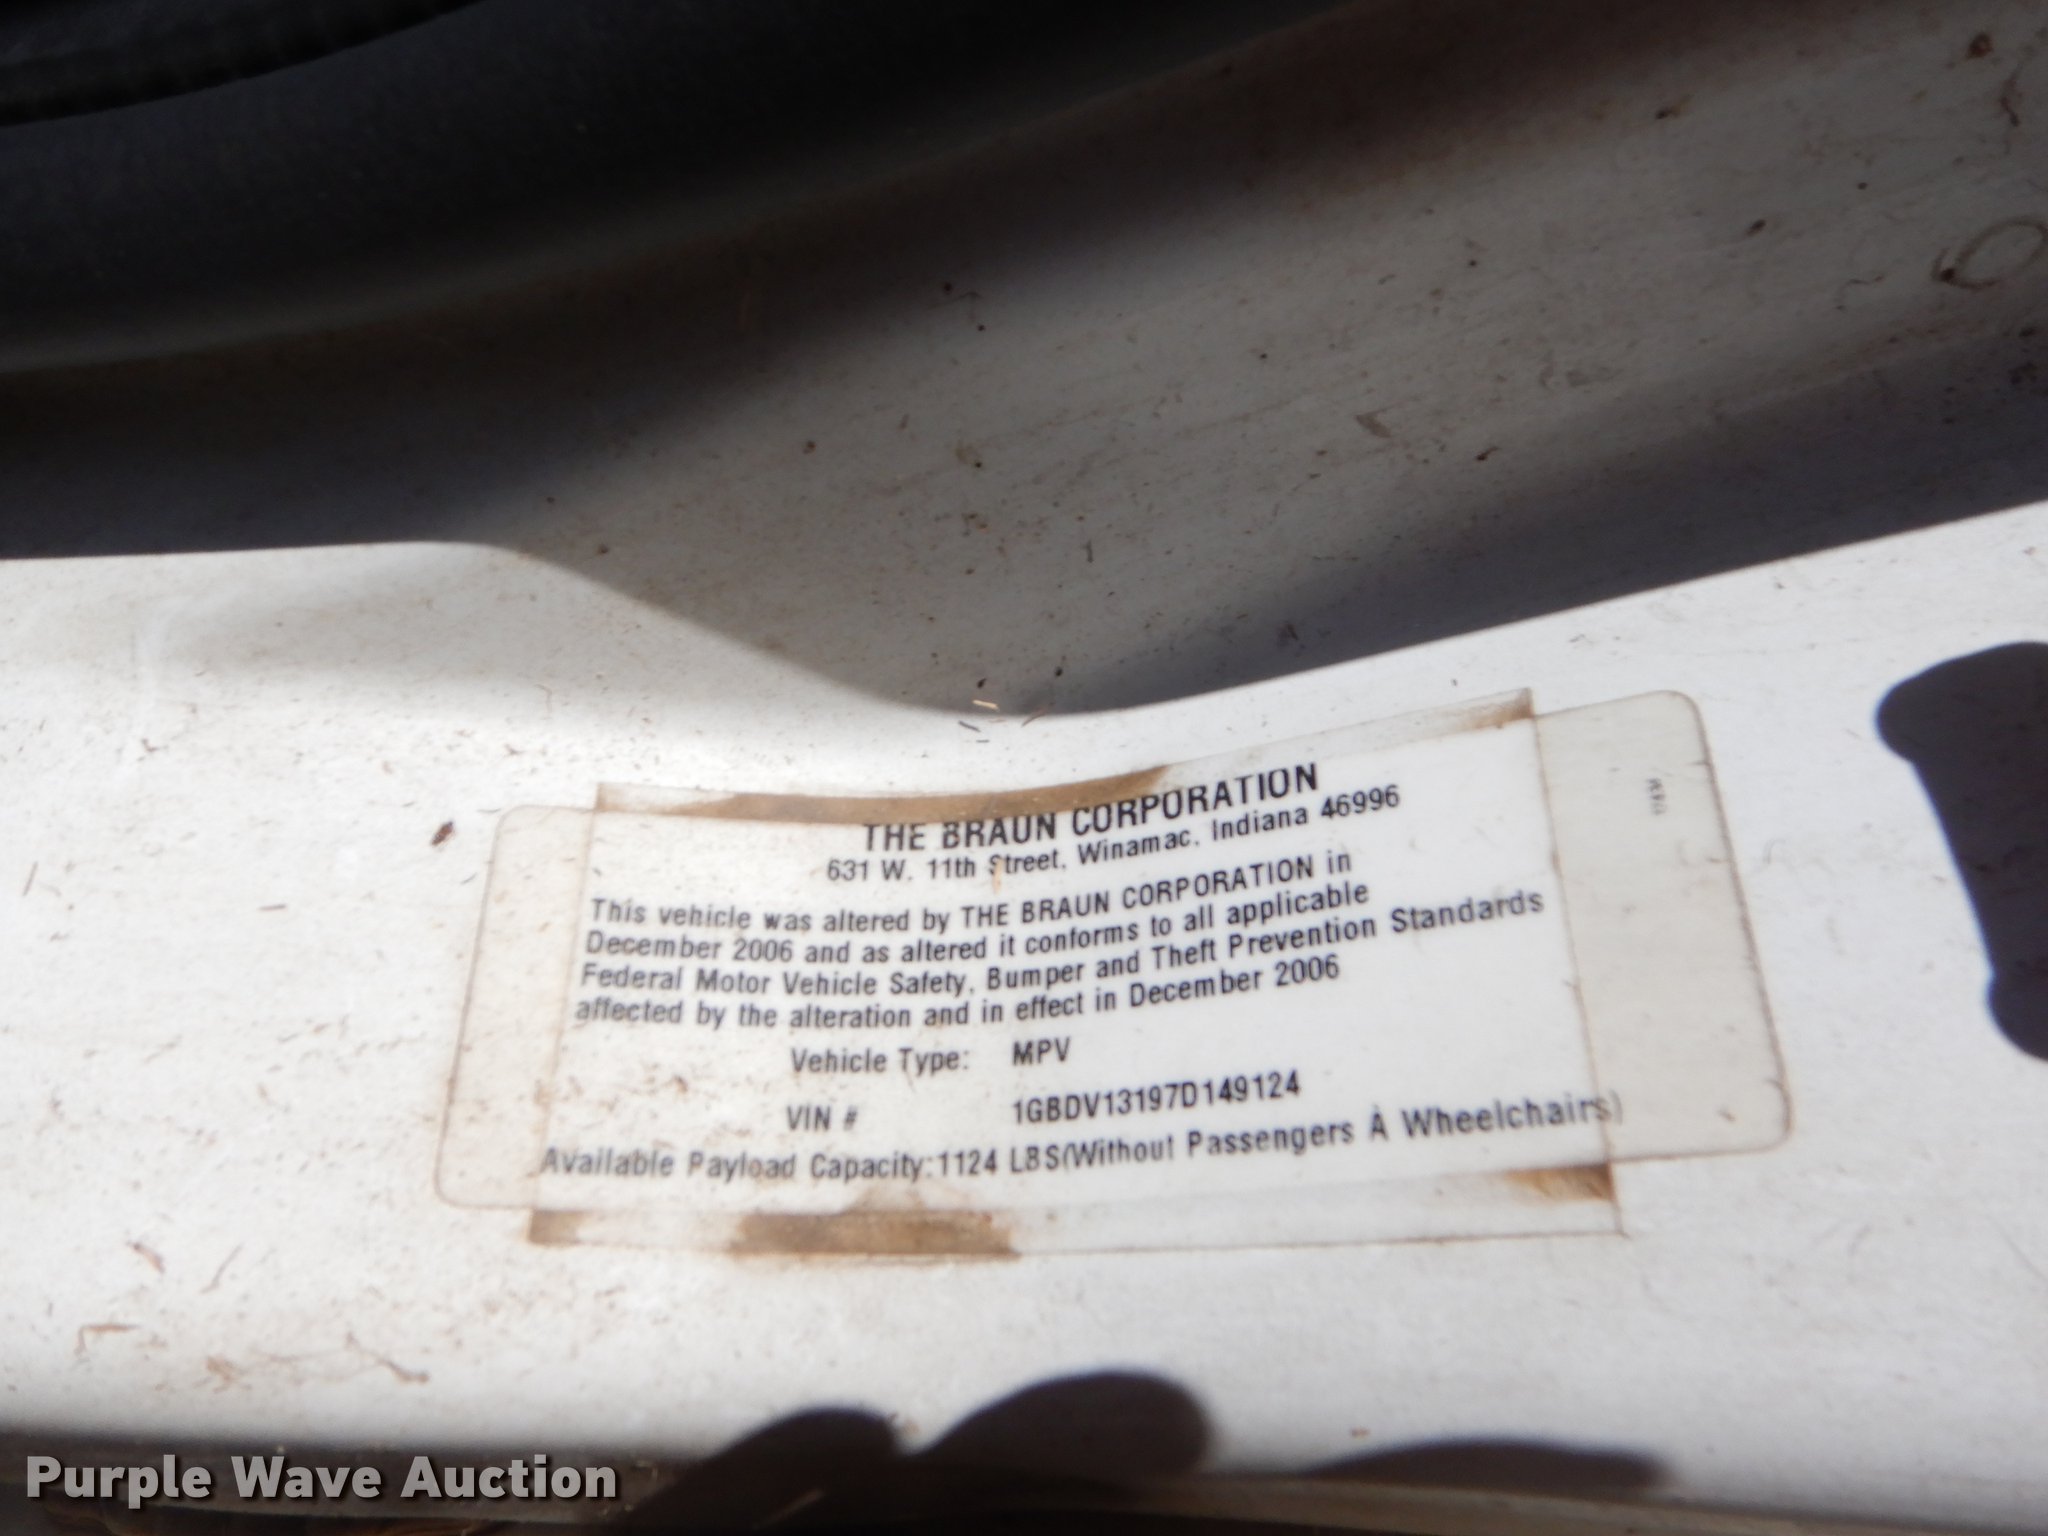 THE BRAUN CORPORATION
631 W. 11th Street, Winamac, Indiana 46996
This vehicle was altered by THE BRAUN CORPORATION in
December 2006 and as altered it conforms to all applicable
Federal Motor Vehicle Safety, Bumper and Theft Prevention Standards
affected by the alteration and in effect in December 2006
Vehicle Type: MPV
VIN # 1GBDV13197D149124
Available Payload Capacity:1124 LBS(Without Passengers A Wheelchairs)
Purple Wave Auction